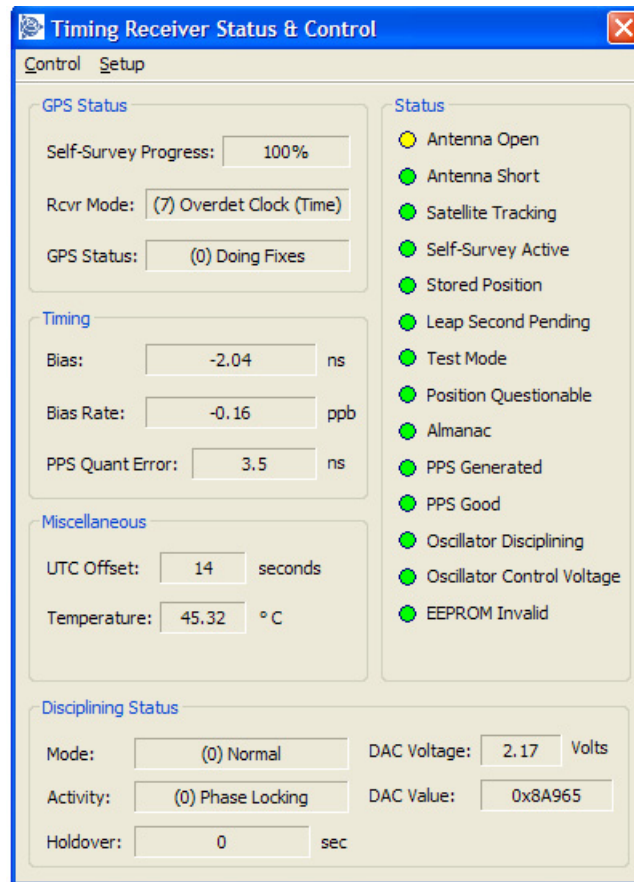 Timing Receiver Status & Control
Control Setup
GPS Status
Self-Survey Progress: 100%
Rcvr Mode: (7) Overdet Clock (Time)
GPS Status: (0) Doing Fixes
Timing
Bias: -2.04 ns
Bias Rate: -0.16 ppb
PPS Quant Error: 3.5 ns
Miscellaneous
UTC Offset: 14 seconds
Temperature: 45.32 ° C
Status
Antenna Open
Antenna Short
Satellite Tracking
Self-Survey Active
Stored Position
Leap Second Pending
Test Mode
Position Questionable
Almanac
PPS Generated
PPS Good
Oscillator Disciplining
Oscillator Control Voltage
EEPROM Invalid
Disciplining Status
Mode: (0) Normal DAC Voltage: 2.17 Volts
Activity: (0) Phase Locking DAC Value: 0x8A965
Holdover: 0 sec